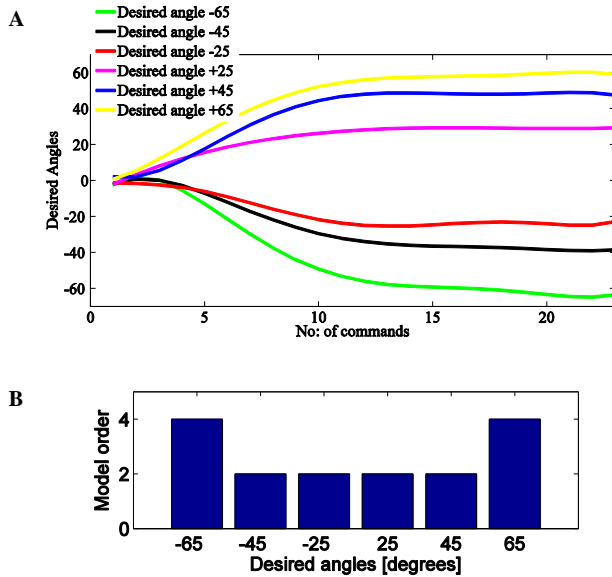 A
Desired angle -65
Desired angle -45
Desired angle -25
Desired angle +25
Desired angle +45
Desired angle +65
Desired Angles
60
40
20
0
-20
-40
-60
0 5 10 15 20
No: of commands
B
Model order
4
2
0
-65 -45 -25 25 45 65
Desired angles [degrees]